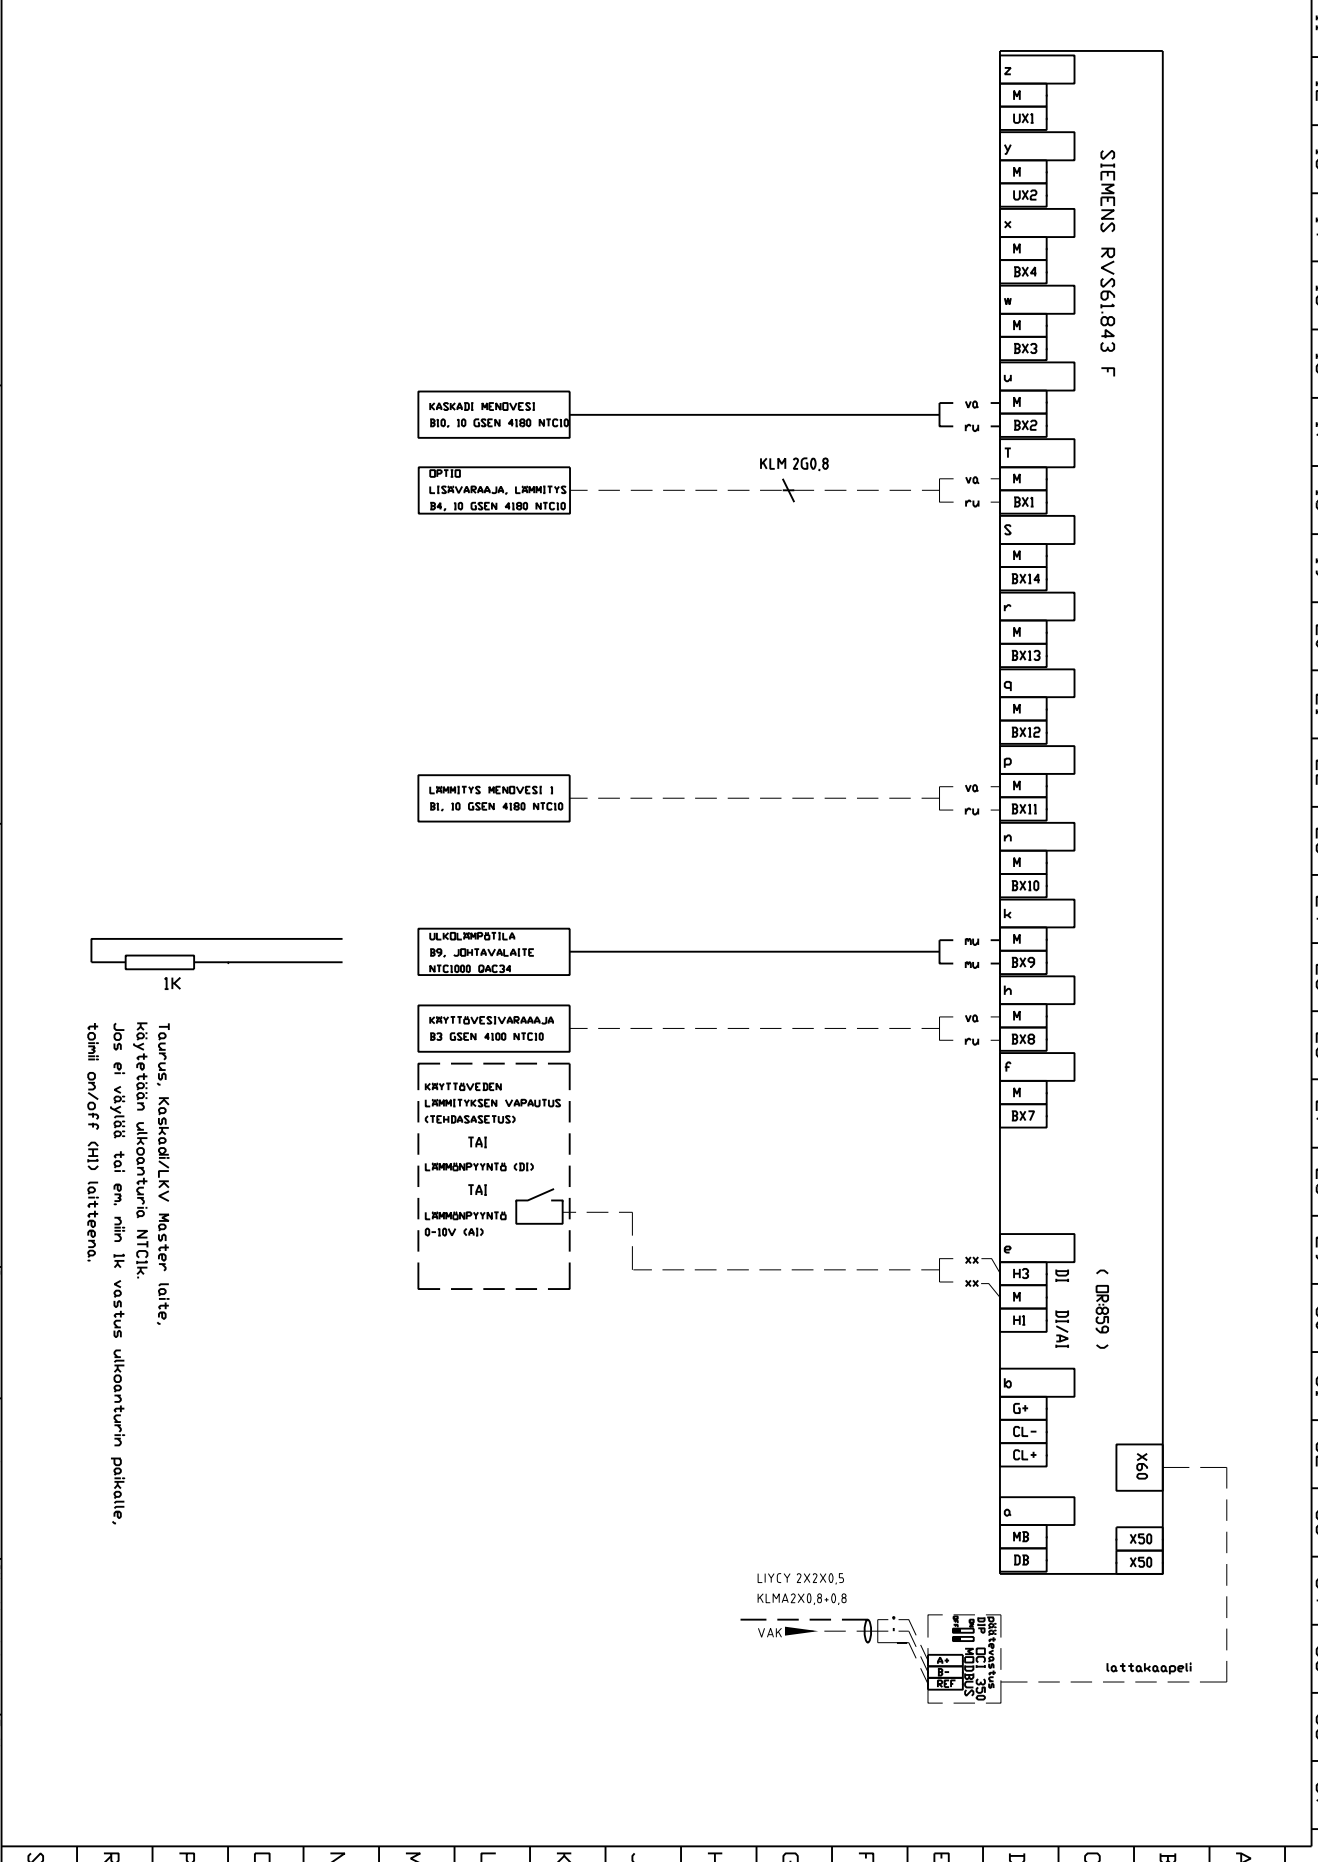 SIEMENS RVS61.843 F
z
M
UX1
y
M
UX2
x
M
BX4
w
M
BX3
u
M
BX2
T
M
BX1
S
M
BX14
r
M
BX13
q
M
BX12
p
M
BX11
n
M
BX10
k
M
BX9
h
M
BX8
f
M
BX7
e
H3
M
H1
DI
DI/AI
( OR:859 )
b
G+
CL-
CL+
X60
a
MB
DB
X50
X50
KASKADI MENOVESI
B10, 10 GSEN 4180 NTC10
va
ru
OPTIO
LISÄVARAAJA, LÄMMITYS
B4, 10 GSEN 4180 NTC10
KLM 2G0,8
va
ru
LÄMMITYS MENOVESI 1
B1, 10 GSEN 4180 NTC10
va
ru
ULKOLÄMPÖTILA
B9, JOHTAVALAITE
NTC1000 QAC34
mu
mu
KÄYTTÖVESIVARAAAJA
B3 GSEN 4100 NTC10
va
ru
KÄYTTÖVEDEN
LÄMMITYKSEN VAPAUTUS
(TEHDASASETUS)
TAI
LÄMMÖNPYYNTÖ (DI)
TAI
LÄMMÖNPYYNTÖ
0-10V (AI)
xx
xx
1K
Taurus, Kaskadi/LKV Master laite,
käytetään ulkoanturia NTC1k.
Jos ei väylää tai em. niin 1k vastus ulkoanturin paikalle,
toimii on/off (H1) laitteena.
LIYCY 2X2X0,5
KLMA2X0,8+0,8
VAK
päätevastus
DIP
ON
OFF
OCI 350
MODBUS
A+
B-
REF
lattakaapeli
S
R
P
O
N
M
L
K
J
H
G
F
E
D
C
B
A